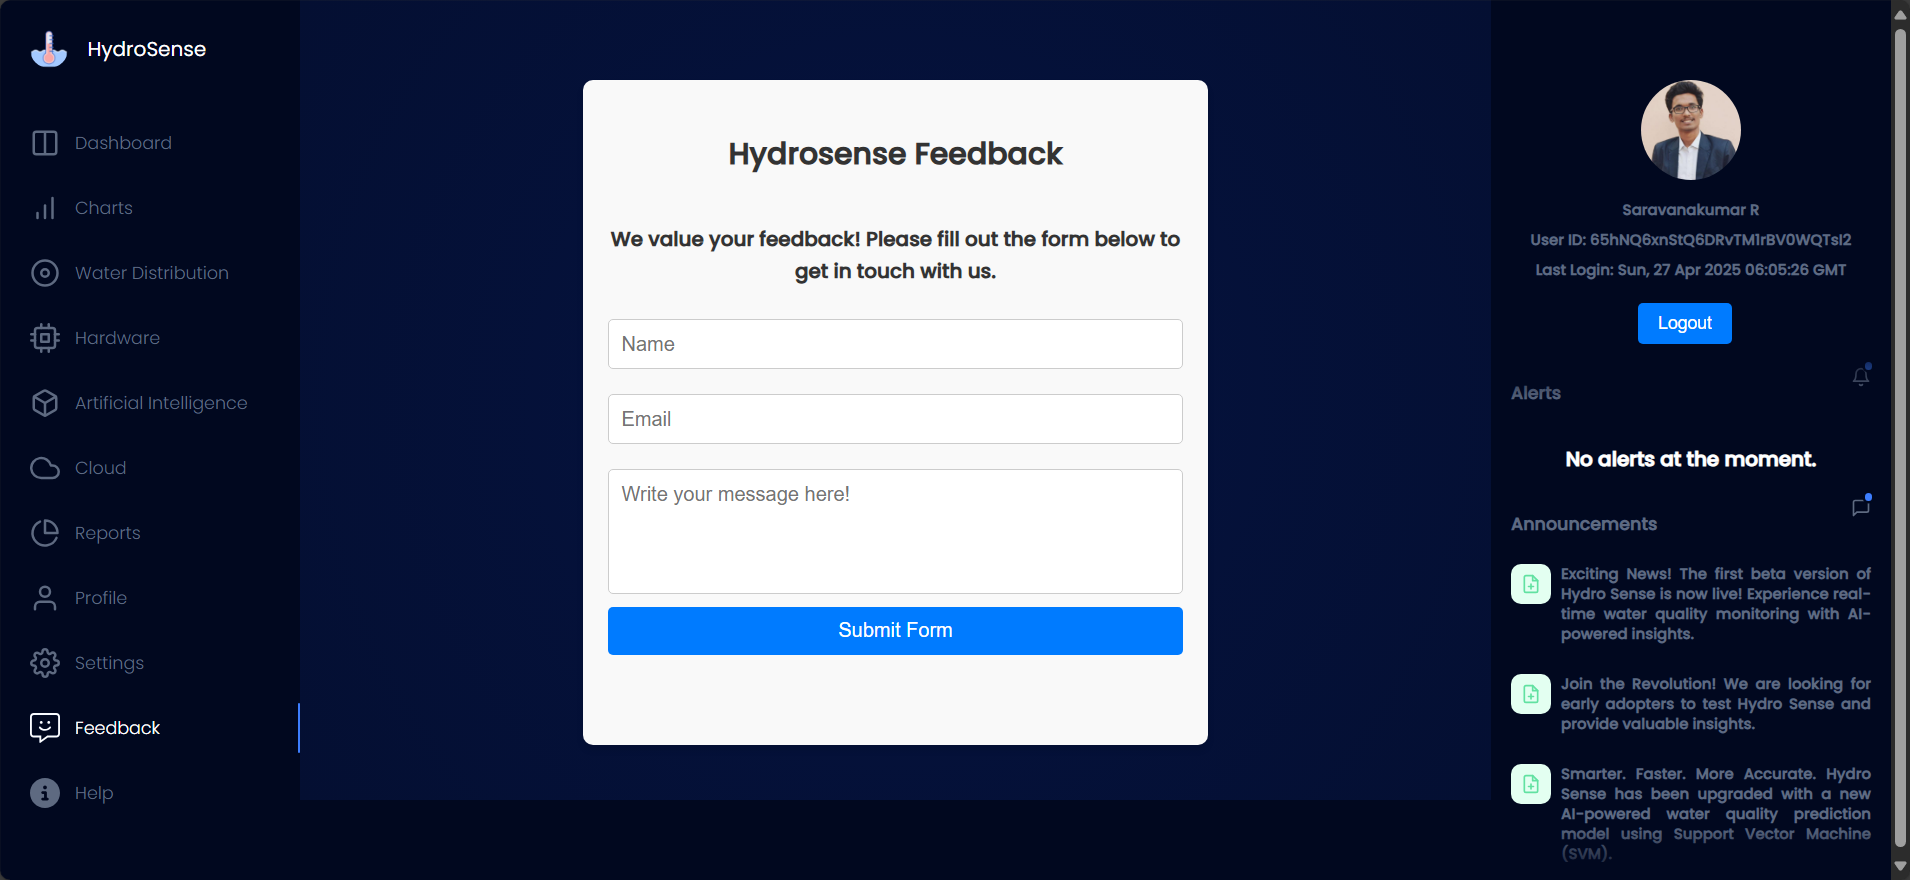 HydroSense
Dashboard
Charts
Water Distribution
Hardware
Artificial Intelligence
Cloud
Reports
Profile
Settings
Feedback
Help
Hydrosense Feedback
We value your feedback! Please fill out the form below to
get in touch with us.
Name
Email
Write your message here!
Submit Form
Saravanakumar R
User ID: 65hNQ6xnStQ6DRvTM1rBV0WQTsI2
Last Login: Sun, 27 Apr 2025 06:05:26 GMT
Logout
Alerts
No alerts at the moment.
Announcements
Exciting News! The first beta version of
Hydro Sense is now live! Experience real-
time water quality monitoring with AI-
powered insights.
Join the Revolution! We are looking for
early adopters to test Hydro Sense and
provide valuable insights.
Smarter. Faster. More Accurate. Hydro
Sense has been upgraded with a new
AI-powered water quality prediction
model using Support Vector Machine
(SVM).